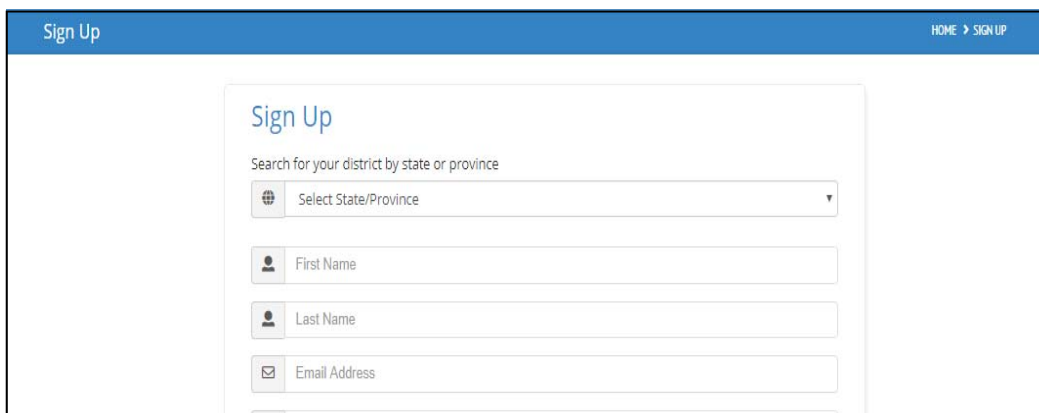 Sign Up
HOME > SIGN UP
Sign Up
Search for your district by state or province
Select State/Province
First Name
Last Name
Email Address